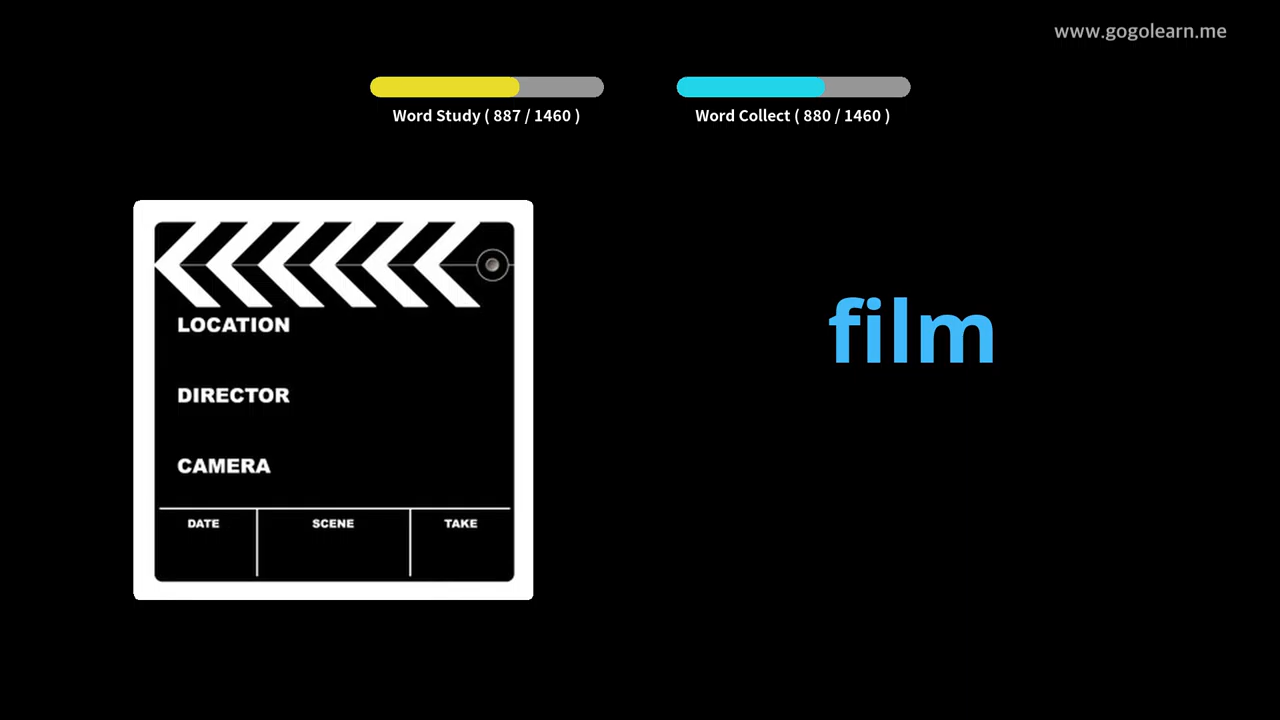 www.gogolearn.me
Word Study ( 887 / 1460 )
Word Collect ( 880 / 1460 )
LOCATION
DIRECTOR
CAMERA
DATE
SCENE
TAKE
film